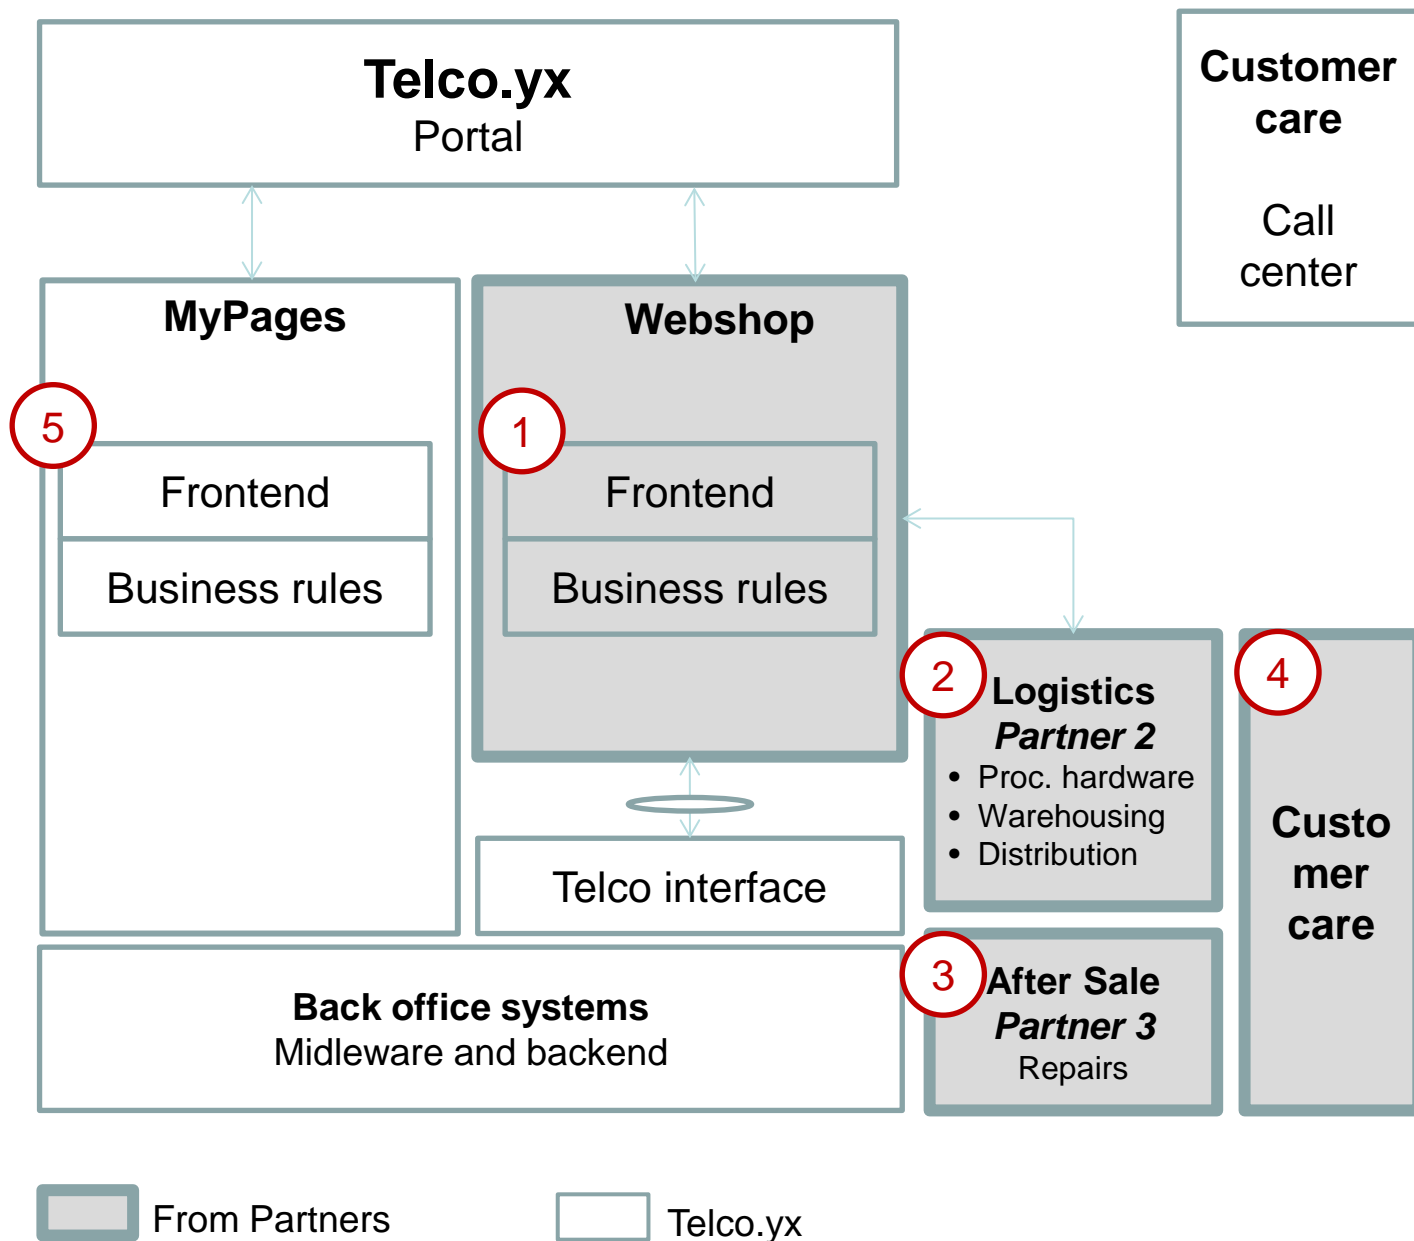 Telco.yx
Portal
Customer
care
Call
center
MyPages
Webshop
5
Frontend
Business rules
1
Frontend
Business rules
2
Logistics
Partner 2
• Proc. hardware
• Warehousing
• Distribution
4
Custo
mer
care
Telco interface
Back office systems
Midleware and backend
3
After Sale
Partner 3
Repairs
From Partners
Telco.yx